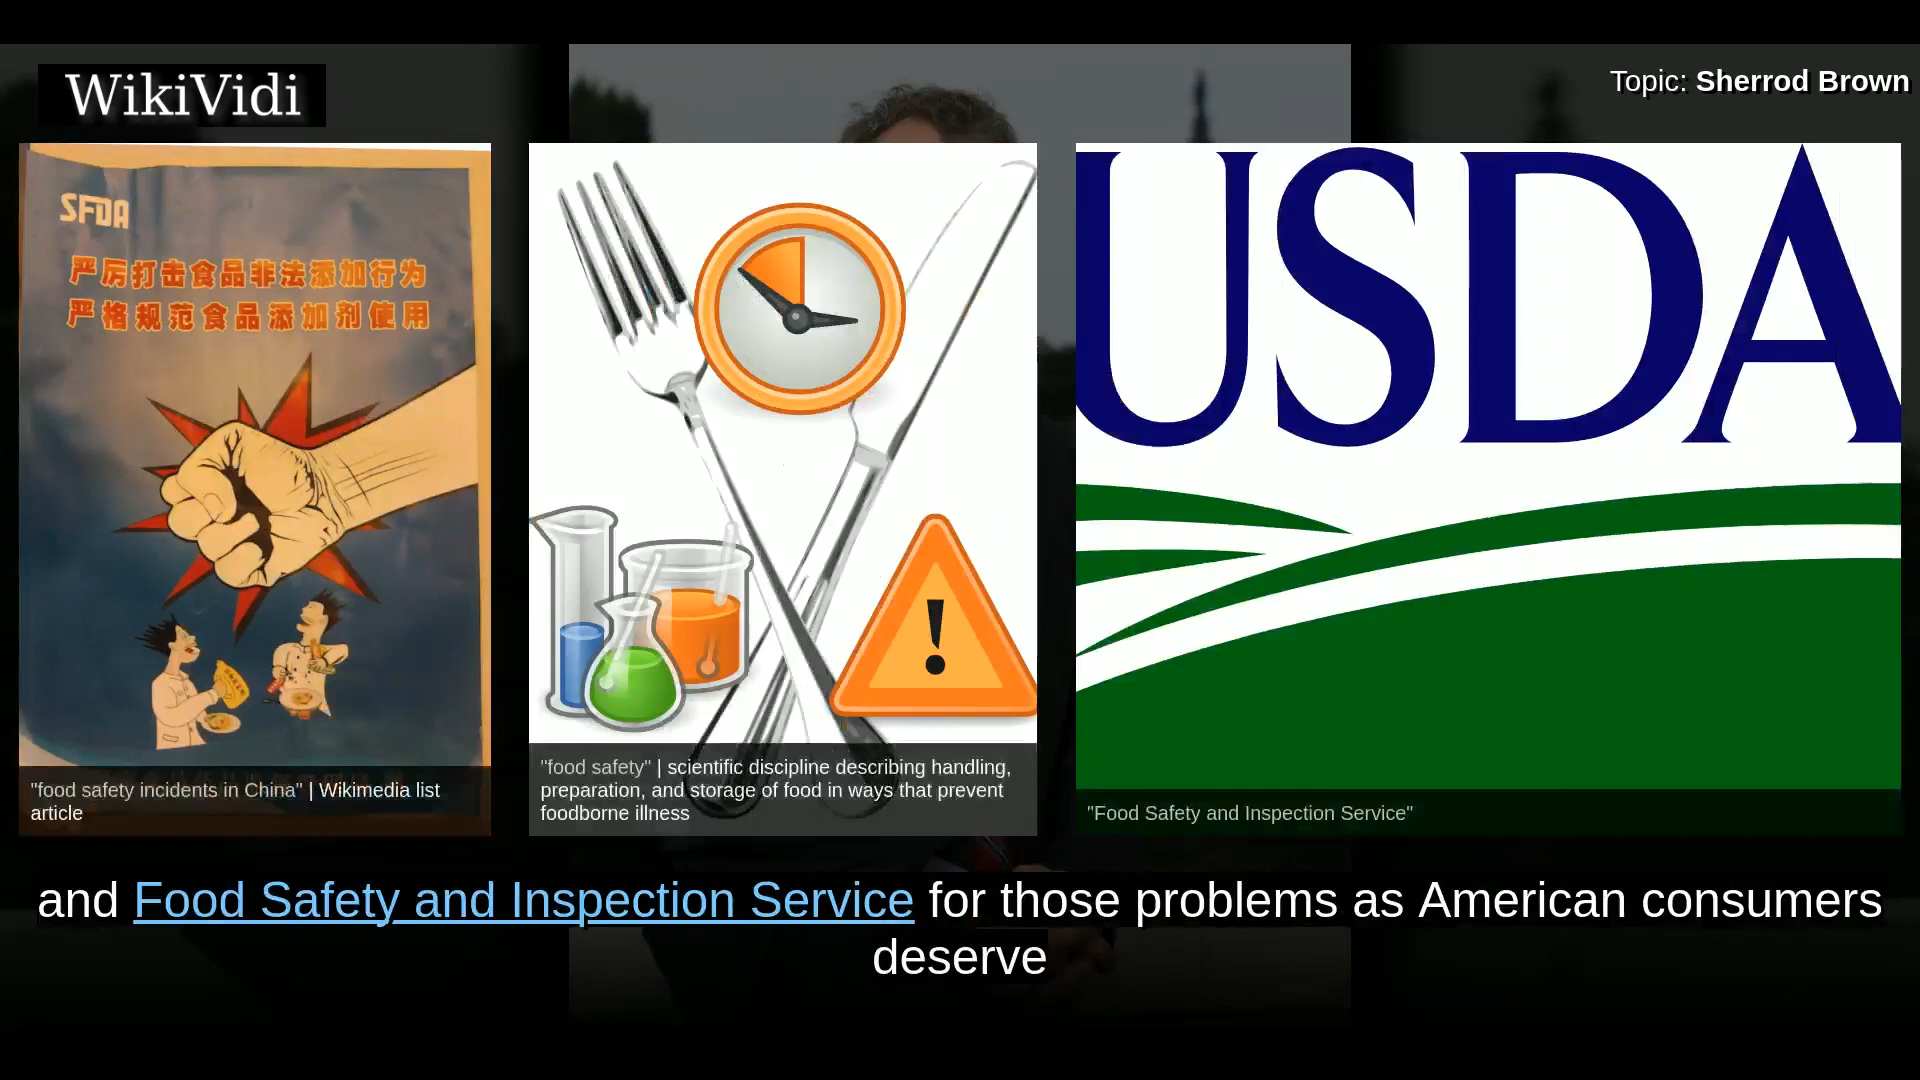 WikiVidi
Topic: Sherrod Brown
SFDA
严厉打击食品非法添加行为
严格规范食品添加剂使用
"food safety incidents in China" | Wikimedia list
article
!
"food safety" | scientific discipline describing handling,
preparation, and storage of food in ways that prevent
foodborne illness
USDA
"Food Safety and Inspection Service"
and Food Safety and Inspection Service for those problems as American consumers
deserve